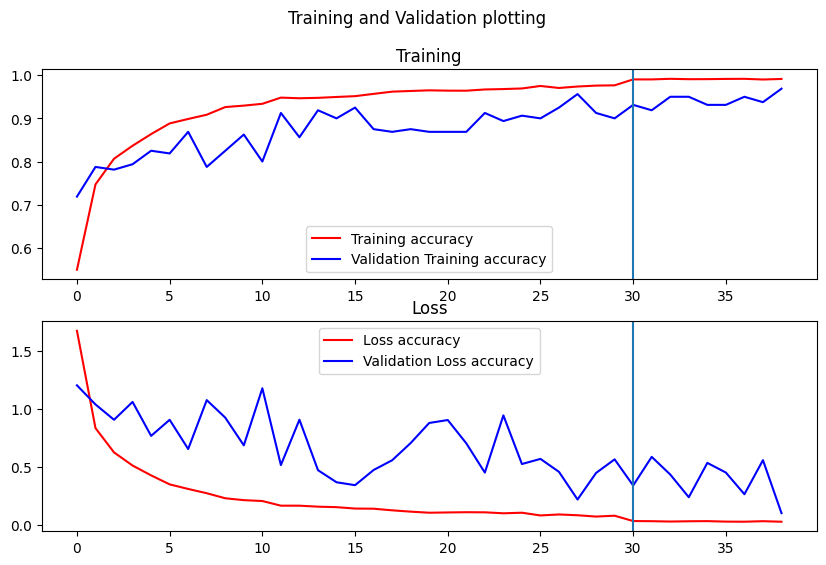 Training and Validation plotting
Training
1.0
0.9
0.8
0.7
0.6
Training accuracy
Validation Training accuracy
0 5 10 15 20 25 30 35
Loss
1.5
1.0
0.5
0.0
Loss accuracy
Validation Loss accuracy
0 5 10 15 20 25 30 35